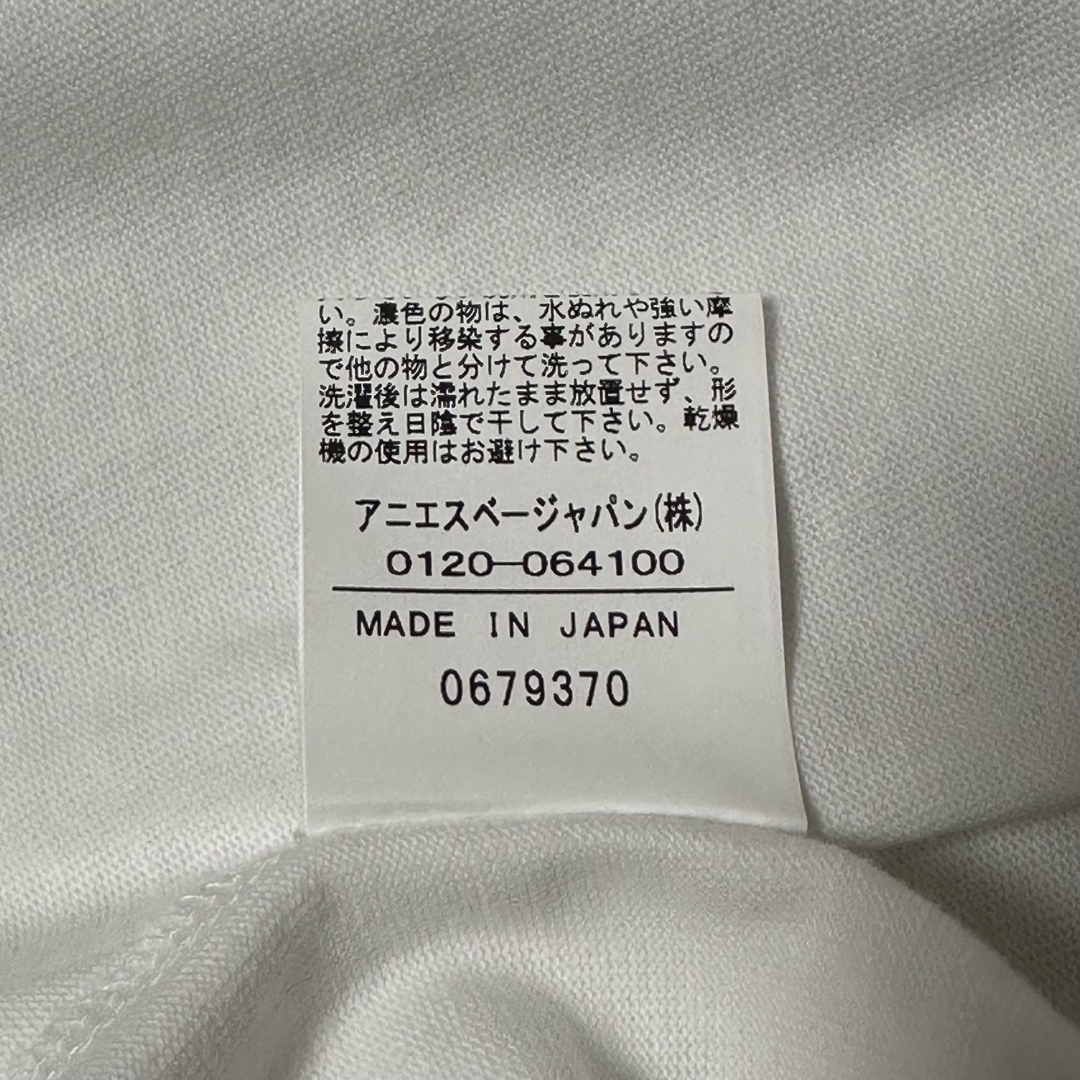 い。濃色の物は、水ぬれや強い摩
擦により移染する事がありますの
で他の物と分けて洗って下さい。
洗濯後は濡れたまま放置せず、形
を整え日陰で干して下さい。乾燥
機の使用はお避け下さい。
アニエスベージャパン(株)
0120-064100
MADE IN JAPAN
0679370